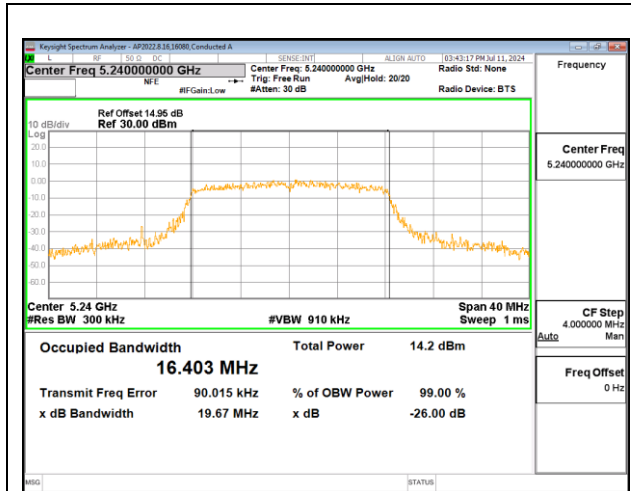 Keysight Spectrum Analyzer - AP2022.8.16,16080,Conducted A
L RF 50 Ω DC SENSE:INT ALIGN AUTO 03:43:17 PM Jul 11, 2024
Center Freq 5.240000000 GHz Center Freq: 5.240000000 GHz Radio Std: None Frequency
NFE Trig: Free Run Avg|Hold: 20/20
#IFGain:Low #Atten: 30 dB Radio Device: BTS
Ref Offset 14.95 dB
10 dB/div Ref 30.00 dBm
Log
20.0
10.0
0.00
-10.0
-20.0
-30.0
-40.0
-50.0
-60.0
Center Freq
5.240000000 GHz
Center 5.24 GHz Span 40 MHz
#Res BW 300 kHz #VBW 910 kHz Sweep 1 ms
CF Step
4.000000 MHz
Auto Man
Occupied Bandwidth Total Power 14.2 dBm
16.403 MHz
Freq Offset
0 Hz
Transmit Freq Error 90.015 kHz % of OBW Power 99.00 %
x dB Bandwidth 19.67 MHz x dB -26.00 dB
MSG STATUS